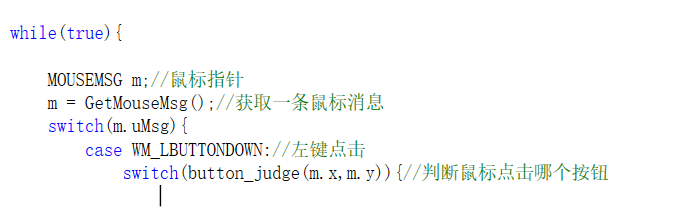 while(true){
MOUSEMSG m;//鼠标指针
m = GetMouseMsg();//获取一条鼠标消息
switch(m.uMsg){
case WM_LBUTTONDOWN://左键点击
switch(button_judge(m.x,m.y)){//判断鼠标点击哪个按钮